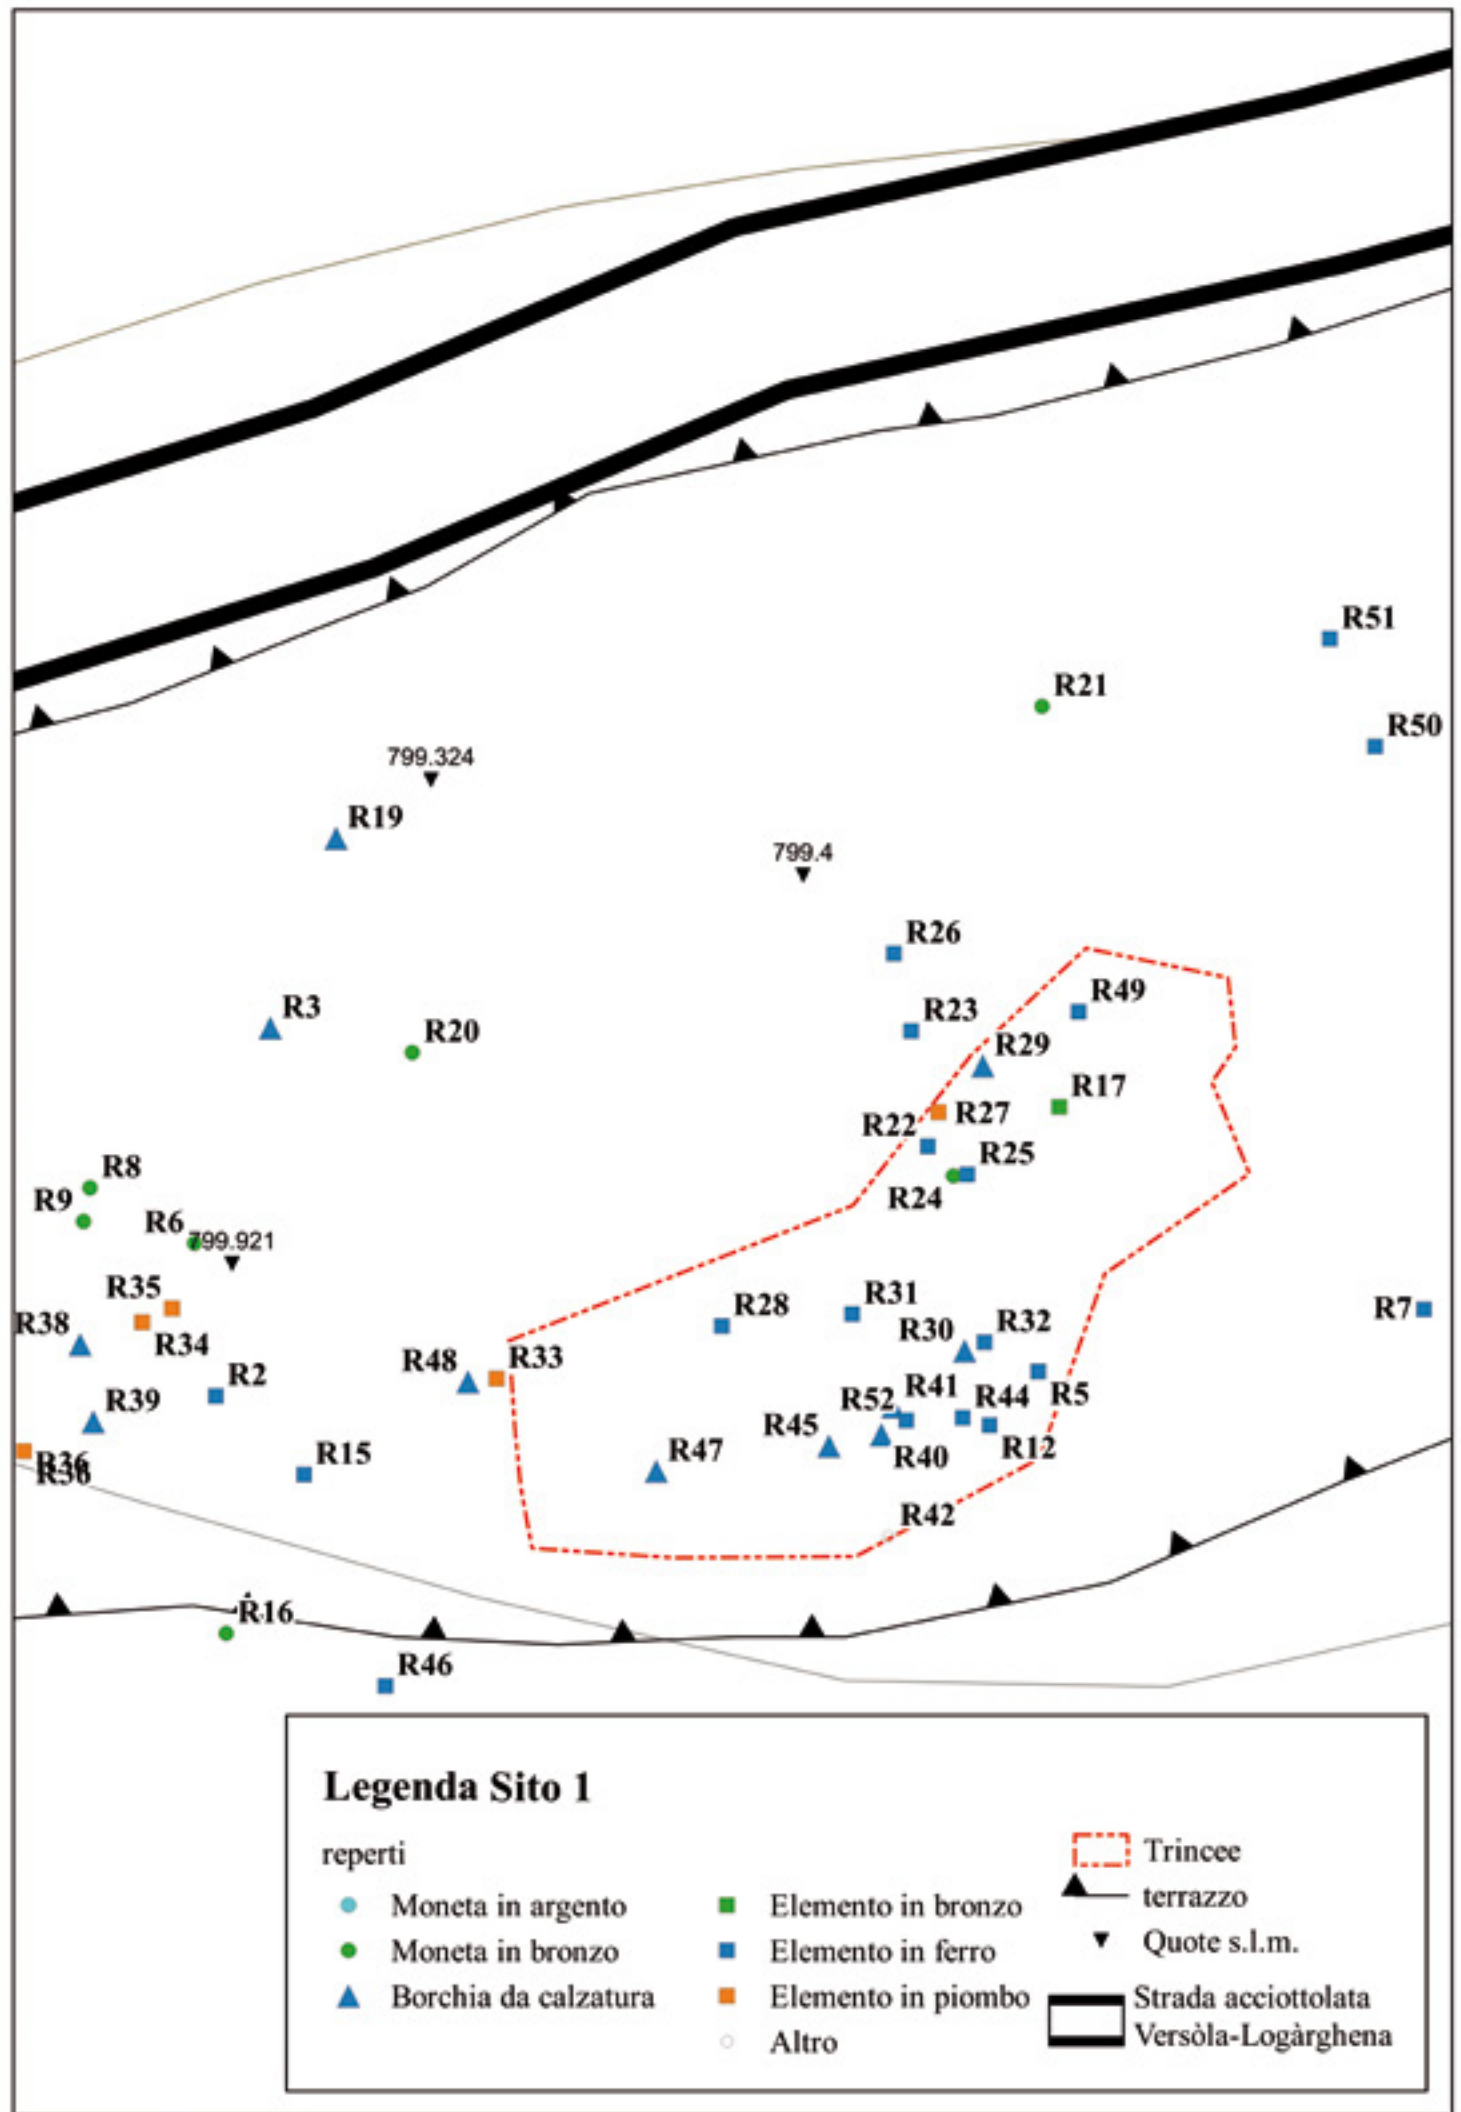 R51
R21
R50
799.324
R19
799.4
R26
R49
R3
R23
R20
R29
R17
R27
R22
R25
R8
R24
R9
R6
799.921
R35
R31
R28
R7
R38
R30
R32
R34
R33
R48
R2
R41
R5
R52
R44
R39
R45
R12
R47
R15
R40
R36
R42
R16
R46
Legenda Sito 1
reperti
Moneta in argento
Moneta in bronzo
Borchia da calzatura
Elemento in bronzo
Elemento in ferro
Elemento in piombo
Altro
Trincee
terrazzo
Quote s.l.m.
Strada acciottolata
Versòla-Logàrghena